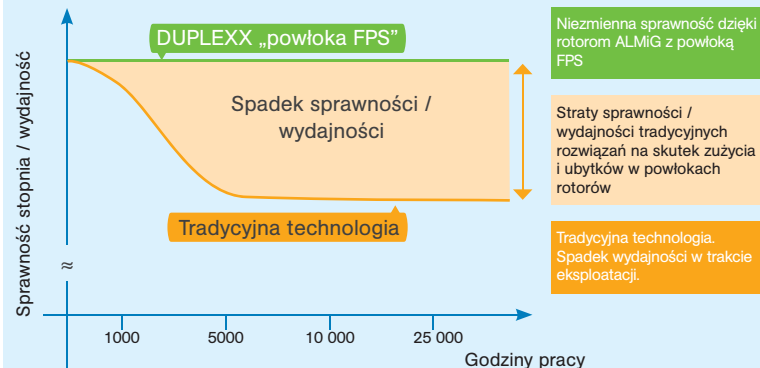 Sprawność stopnia / wydajność
DUPLEXX „powłoka FPS”
Spadek sprawności /
wydajności
Tradycyjna technologia
≈
1000
5000
10 000
25 000
Godziny pracy
Niezmienna sprawność dzięki
rotorom ALMiG z powłoką
FPS
Straty sprawności /
wydajności tradycyjnych
rozwiązań na skutek zużycia
i ubytków w powłokach
rotorów
Tradycyjna technologia.
Spadek wydajności w trakcie
eksploatacji.